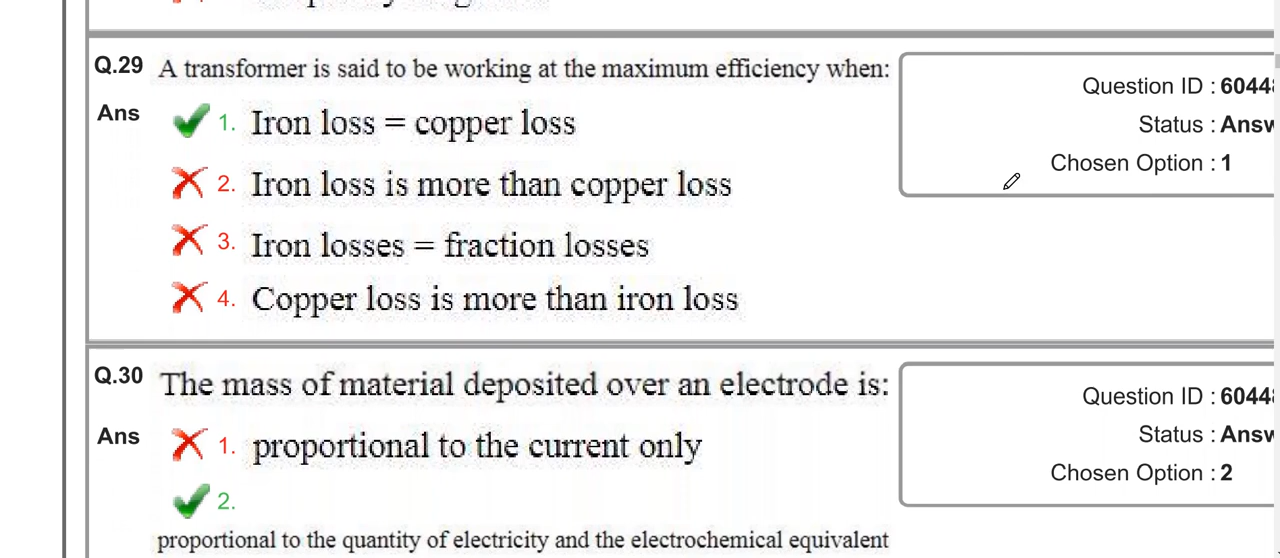 Q.29 A transformer is said to be working at the maximum efficiency when:
Ans 1. Iron loss = copper loss
2. Iron loss is more than copper loss
3. Iron losses = fraction losses
4. Copper loss is more than iron loss
Question ID : 6044
Status : Answ
Chosen Option : 1
Q.30 The mass of material deposited over an electrode is:
Ans 1. proportional to the current only
2.
proportional to the quantity of electricity and the electrochemical equivalent
Question ID : 6044
Status : Answ
Chosen Option : 2